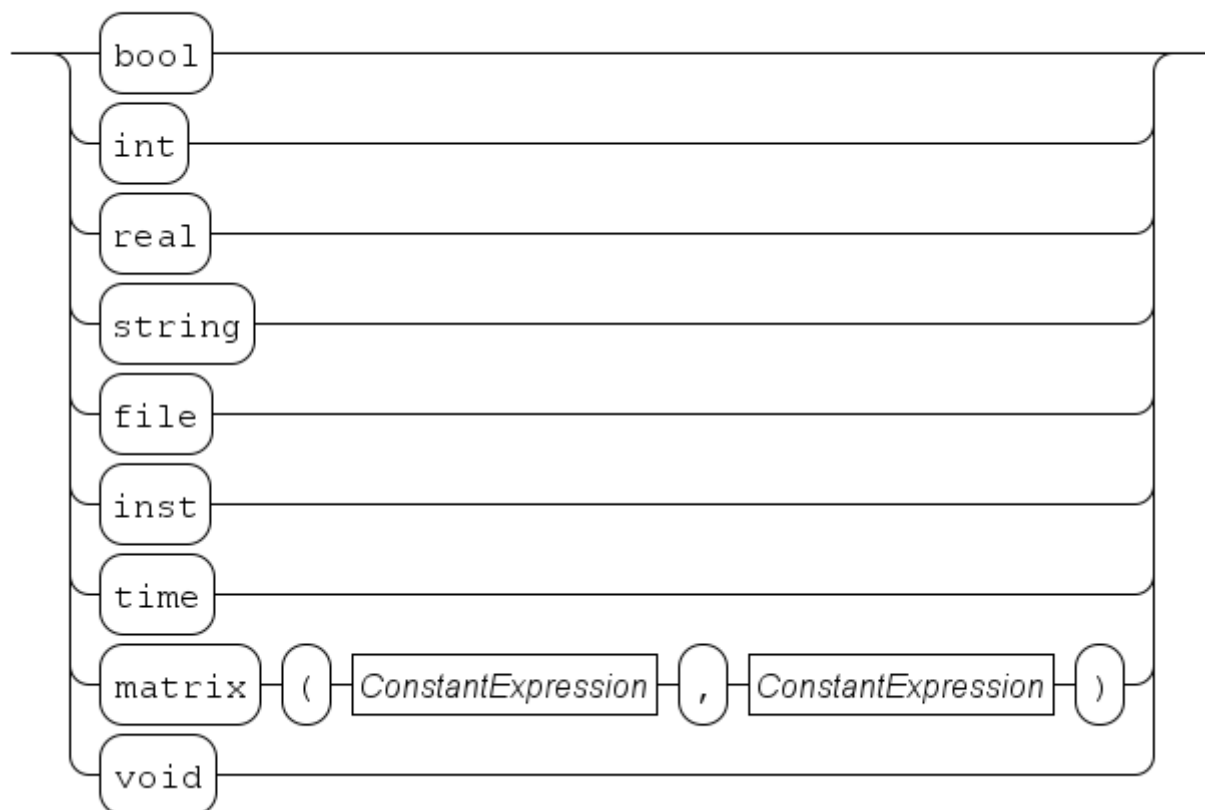 bool
int
real
string
file
inst
time
matrix ( ConstantExpression , ConstantExpression )
void